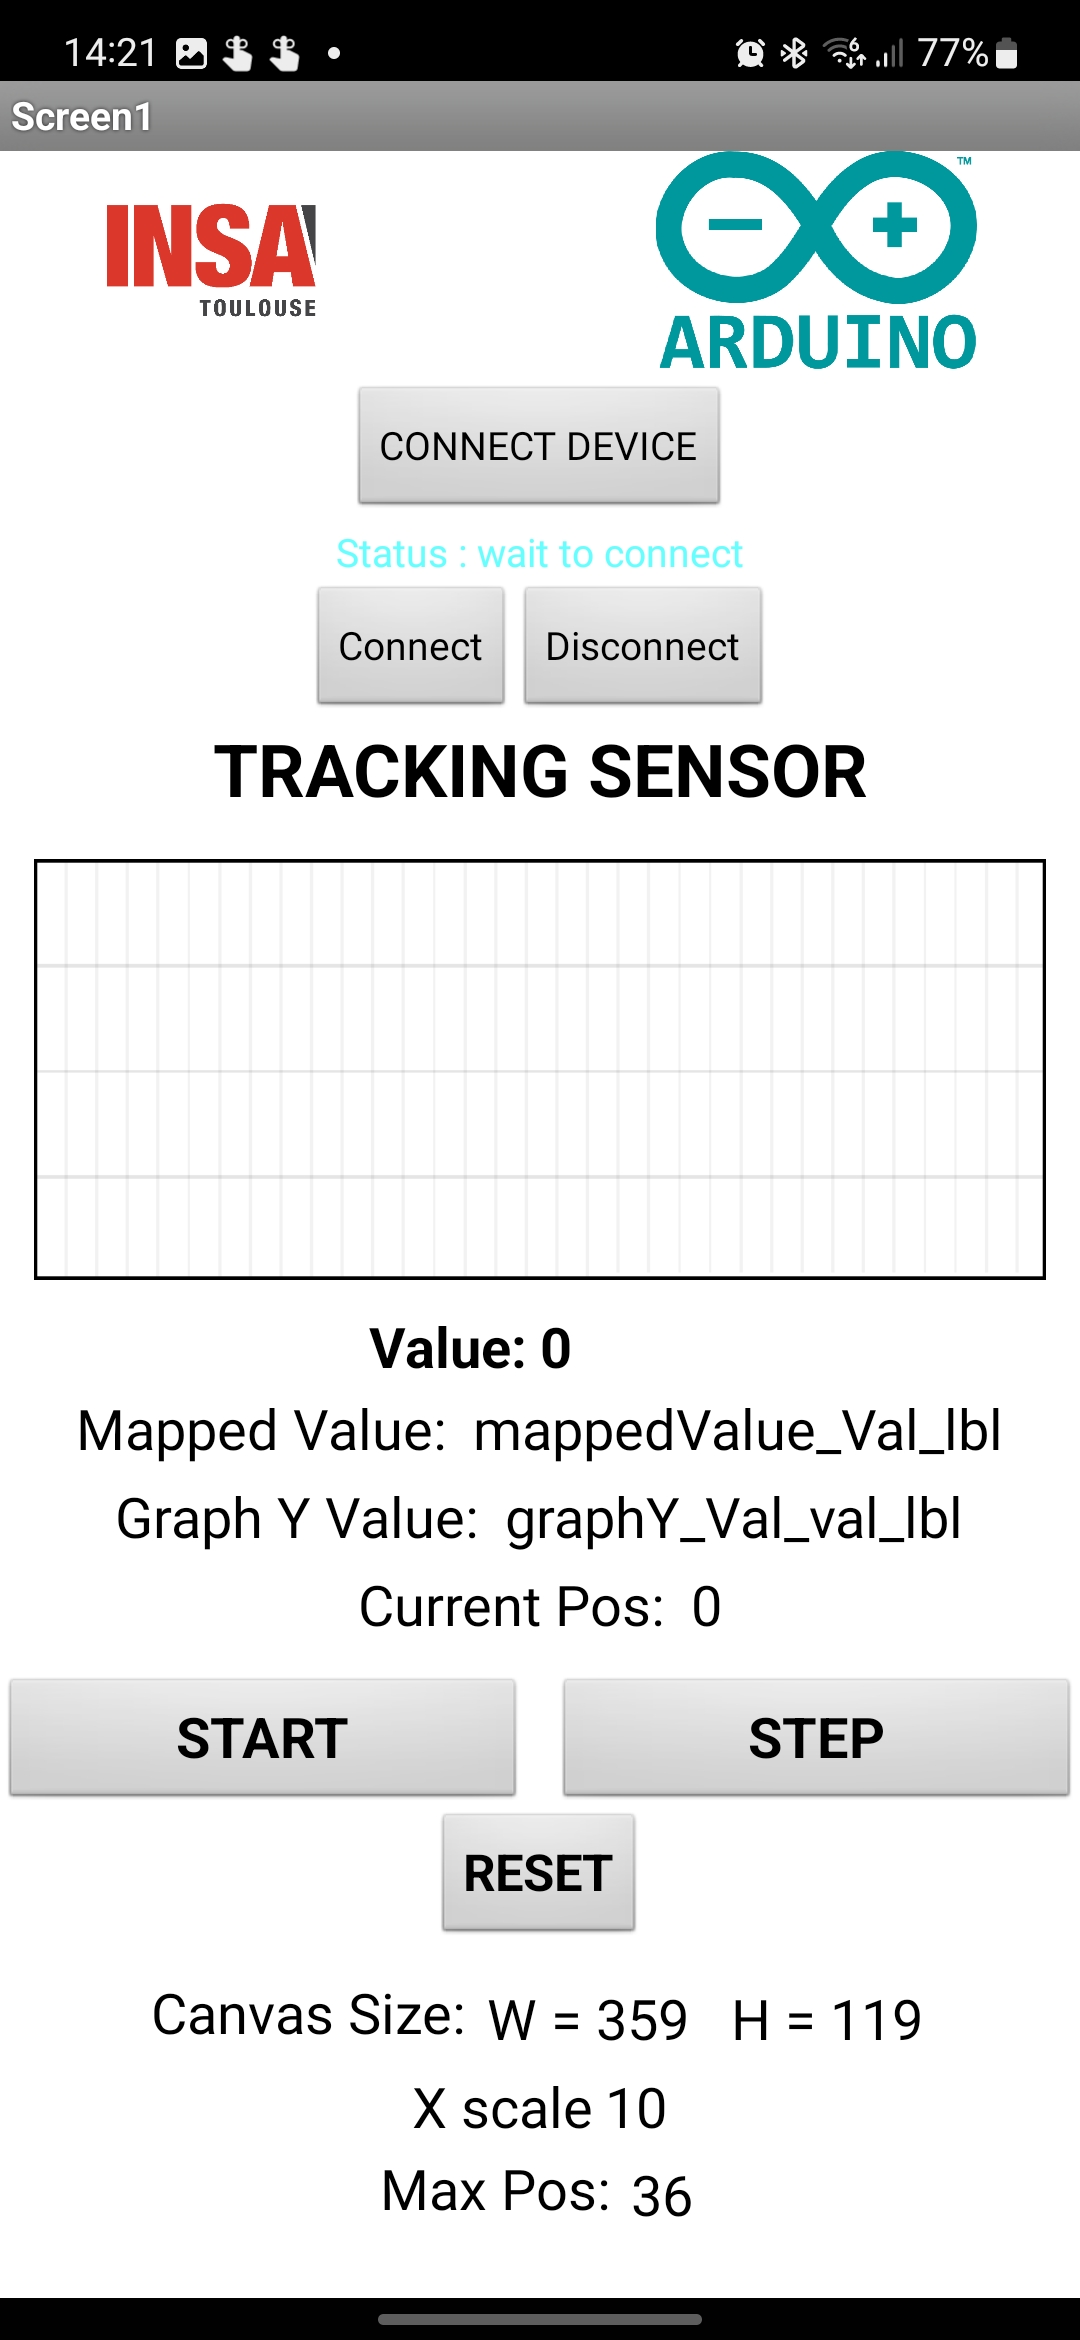 14:21
77%
Screen1
INSA
TOULOUSE
TM
ARDUINO
CONNECT DEVICE
Status : wait to connect
Connect Disconnect
TRACKING SENSOR
Value: 0
Mapped Value: mappedValue_Val_lbl
Graph Y Value: graphY_Val_val_lbl
Current Pos: 0
START STEP
RESET
Canvas Size: W = 359 H = 119
X scale 10
Max Pos: 36